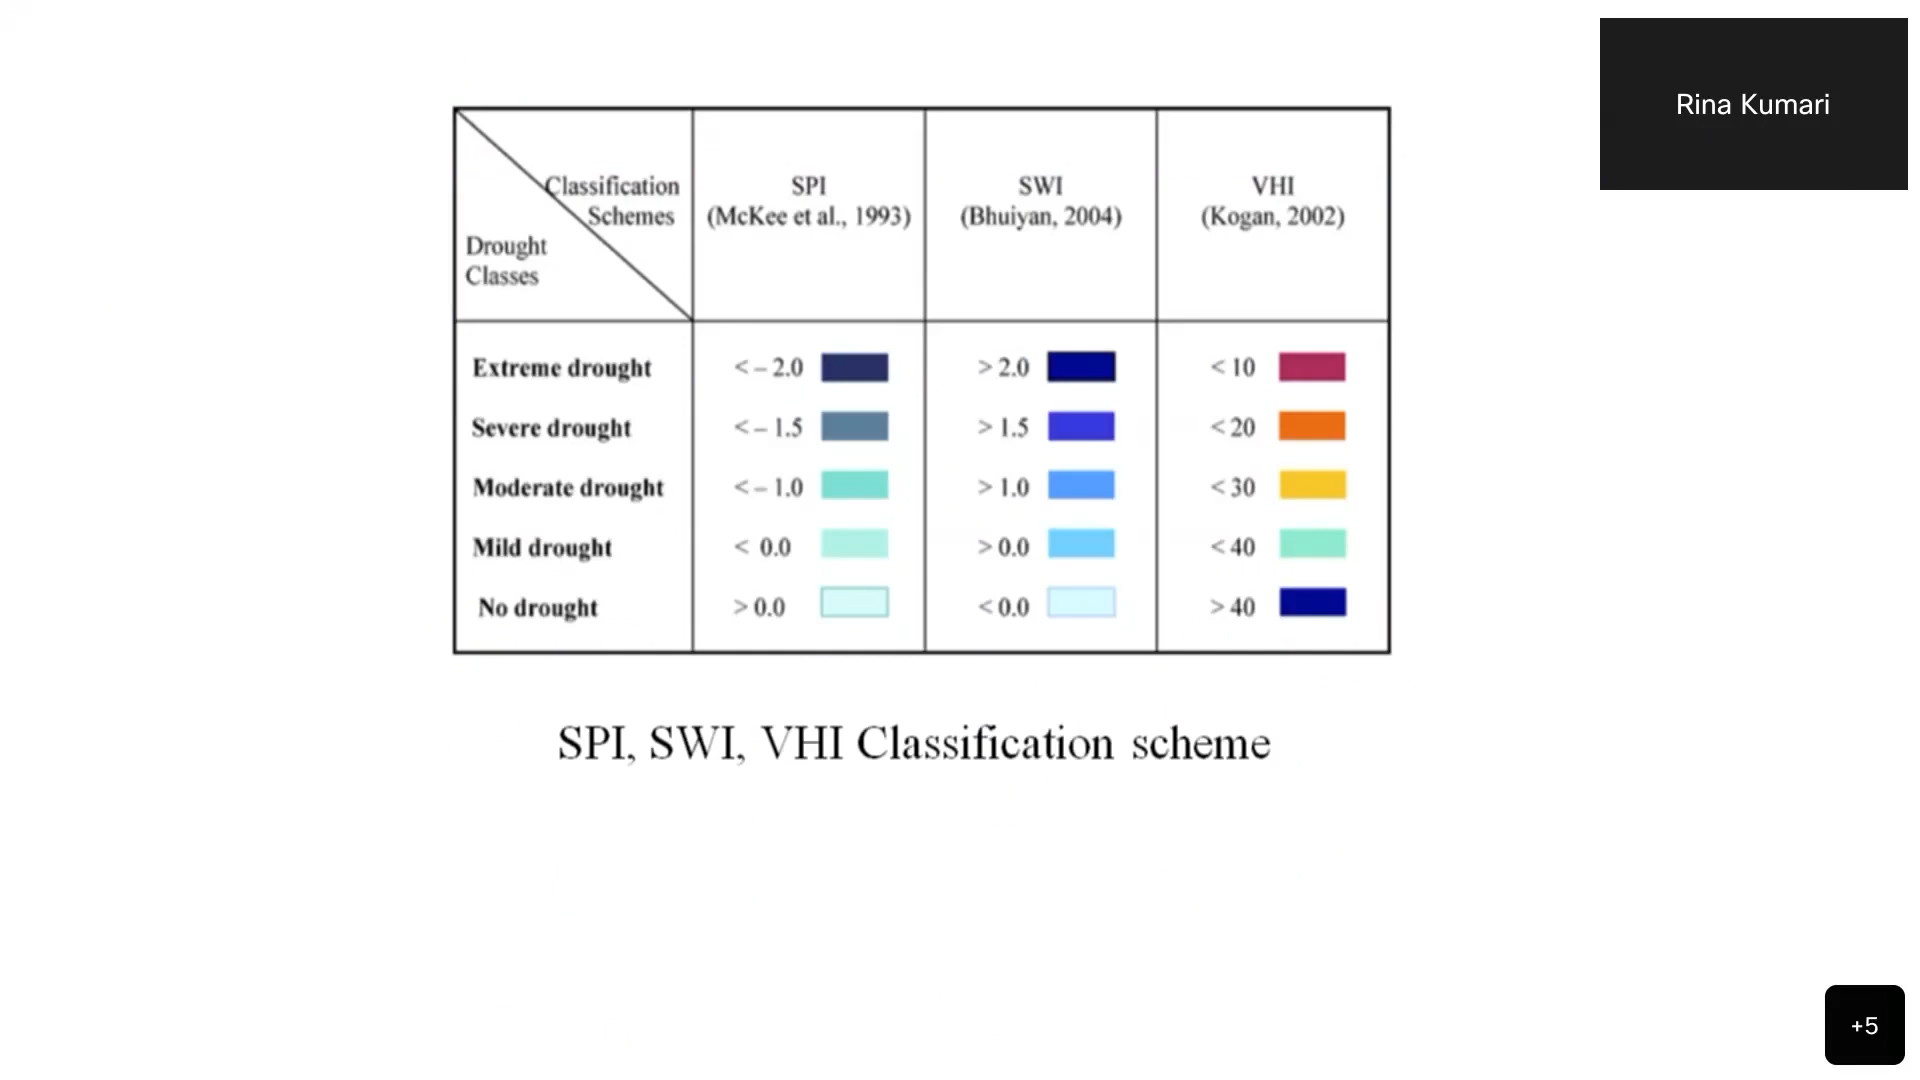 Rina Kumari
Classification
Schemes
Drought
Classes
SPI
(McKee et al., 1993)
SWI
(Bhuiyan, 2004)
VHI
(Kogan, 2002)
Extreme drought < – 2.0 > 2.0 < 10
Severe drought < – 1.5 > 1.5 < 20
Moderate drought < – 1.0 > 1.0 < 30
Mild drought < 0.0 > 0.0 < 40
No drought > 0.0 < 0.0 > 40
SPI, SWI, VHI Classification scheme
+5